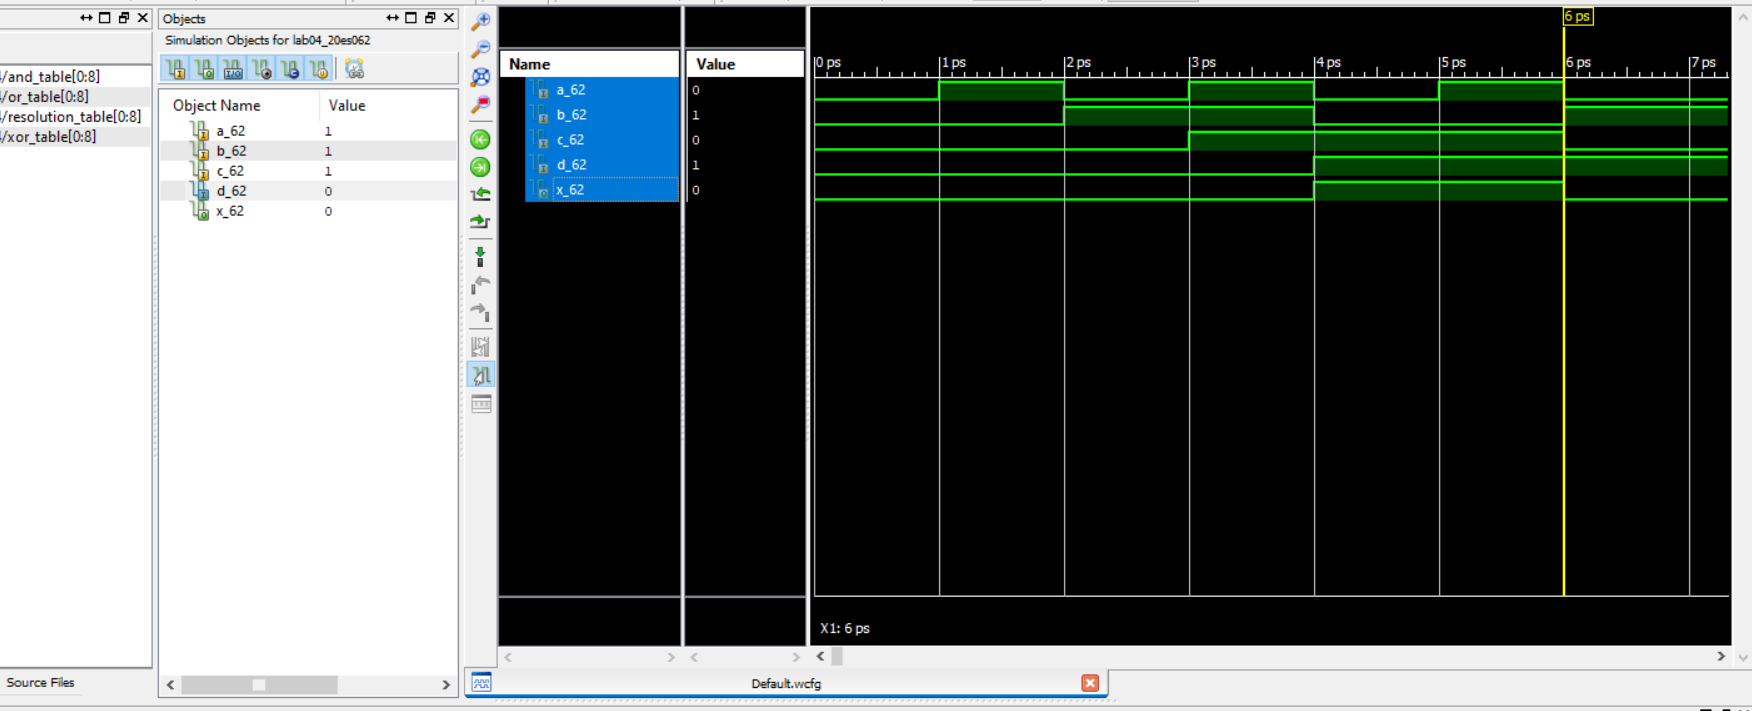 Objects
Simulation Objects for lab04_20es062
/and_table[0:8]
/or_table[0:8]
/resolution_table[0:8]
/xor_table[0:8]
Object Name Value
a_62 1
b_62 1
c_62 1
d_62 0
x_62 0
Source Files
Name Value
a_62 0
b_62 1
c_62 0
d_62 1
x_62 0
6 ps
0 ps 1 ps 2 ps 3 ps 4 ps 5 ps 6 ps 7 ps
X1: 6 ps
Default.wcfg